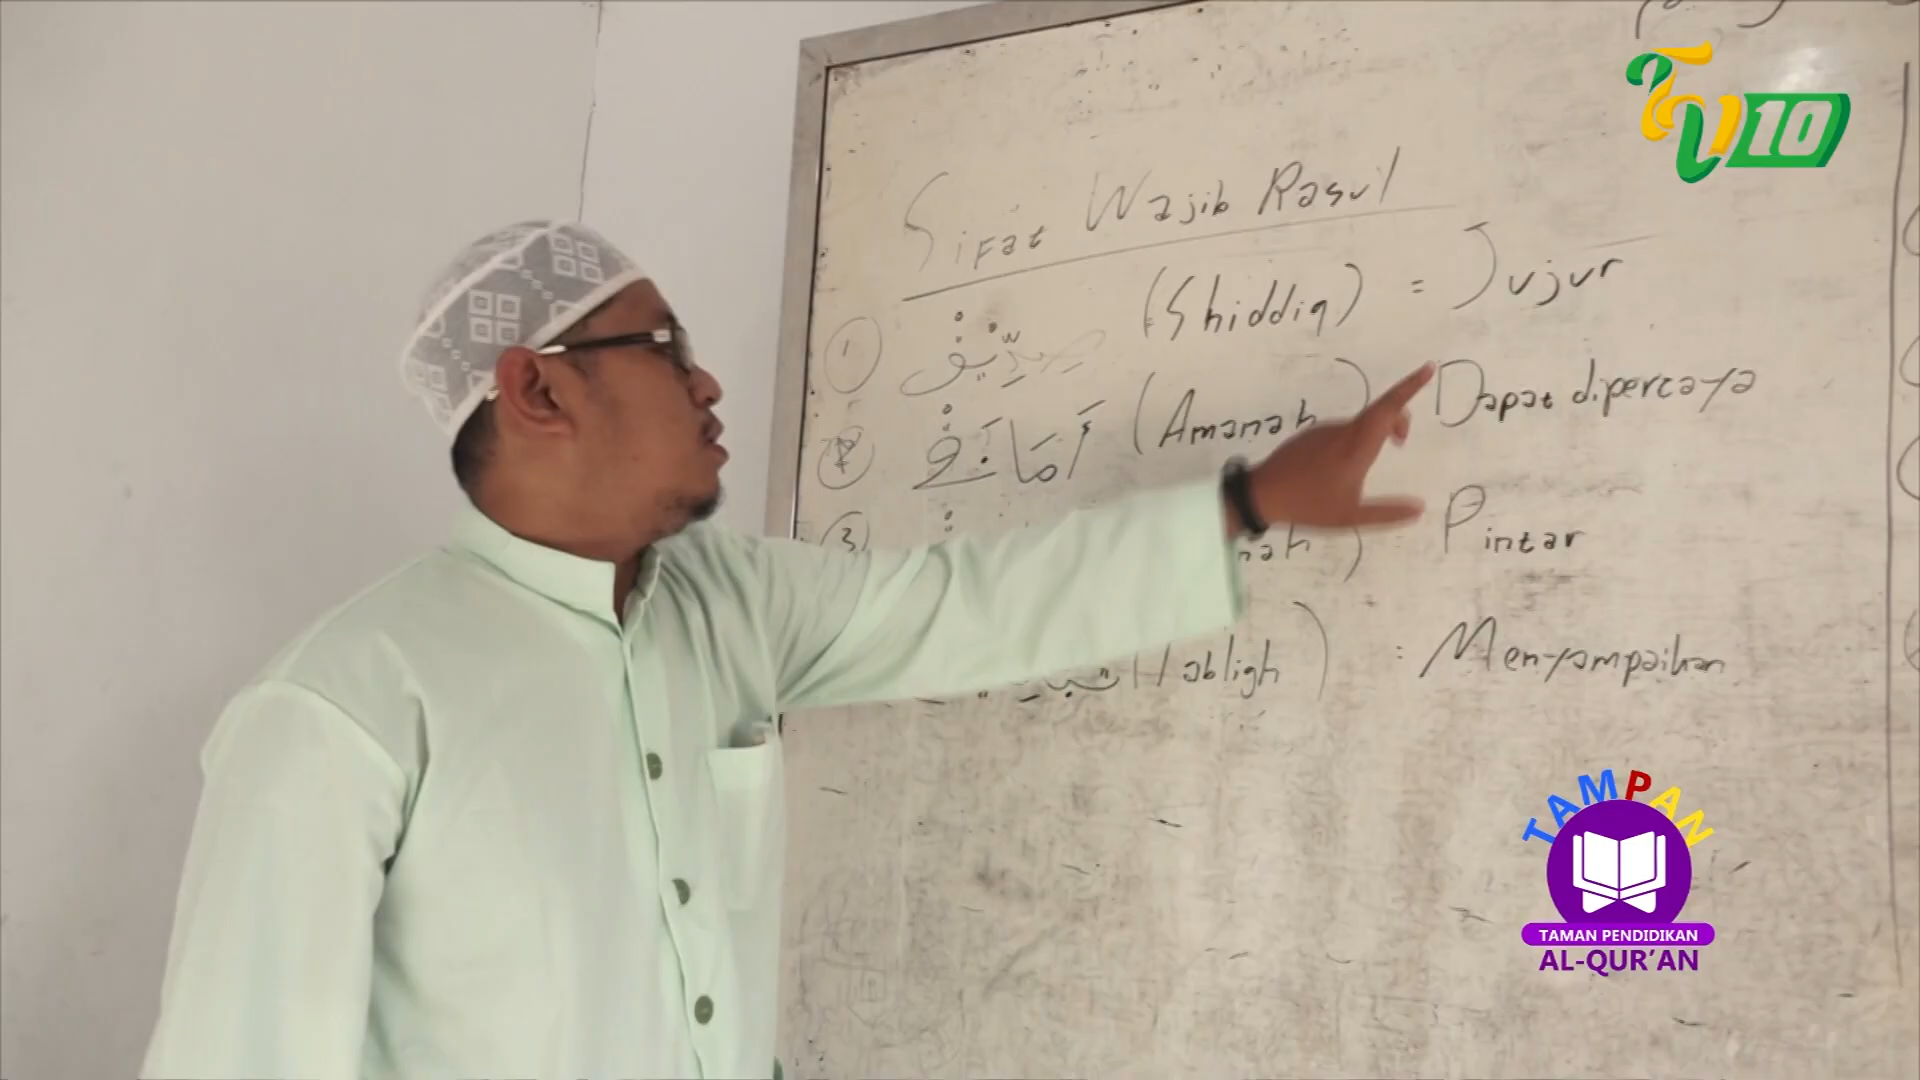 TV10
Sifat Wajib Rasul
1 صِدِّيْقْ (Shiddiq) = Jujur
2 أَمَانَةْ (Amanah) Dapat dipercaya
3 nah) Pintar
(Tabligh) : Menyampaikan
TAMPAN
TAMAN PENDIDIKAN
AL-QUR'AN